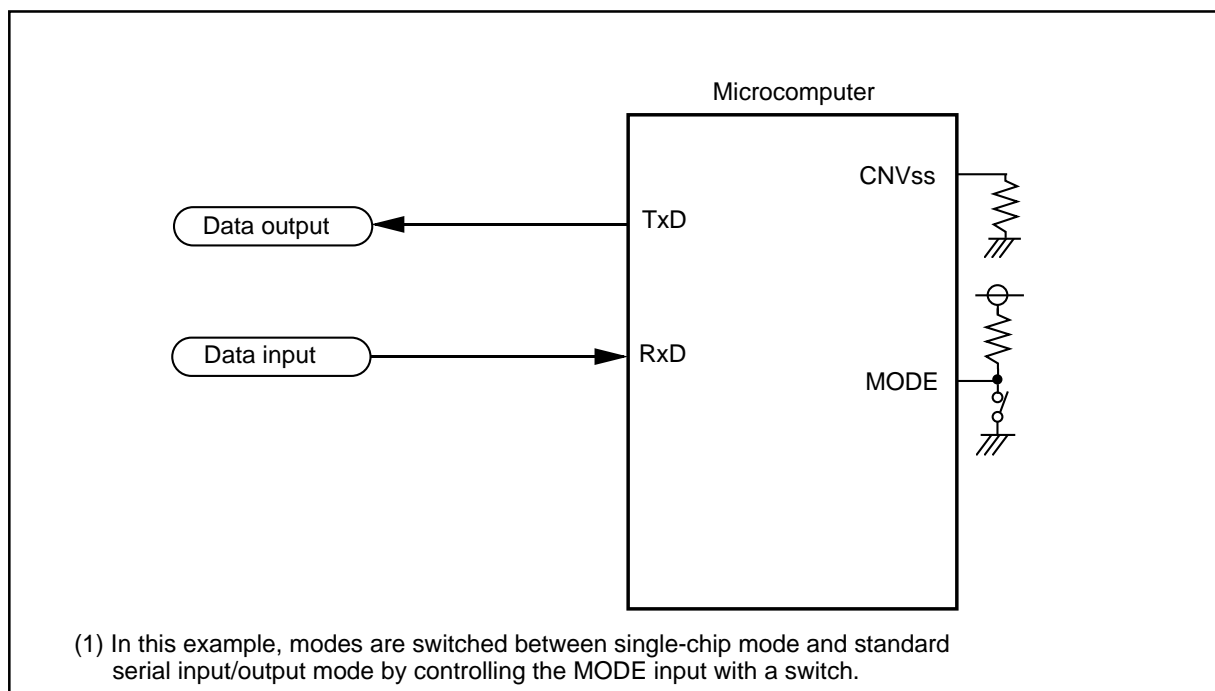 Microcomputer
CNVss
Data output
TxD
Data input
RxD
MODE
(1) In this example, modes are switched between single-chip mode and standard
serial input/output mode by controlling the MODE input with a switch.